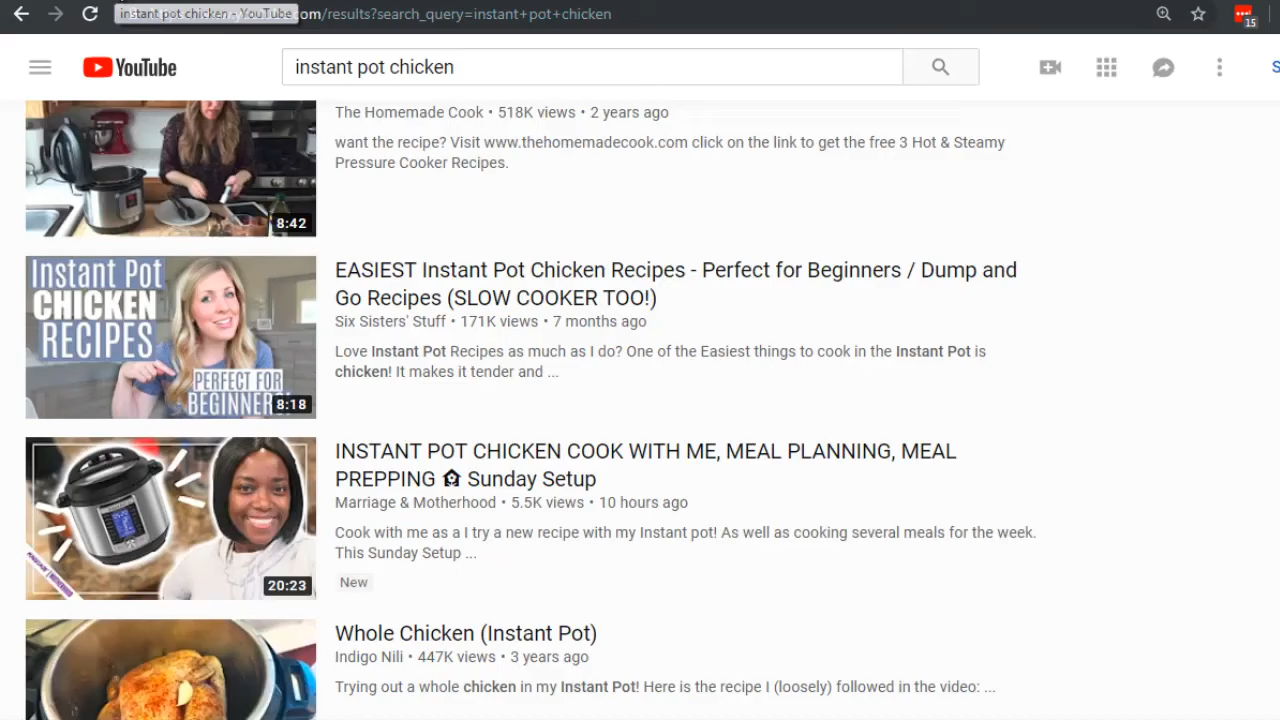 instant pot chicken - YouTube
com/results?search_query=instant+pot+chicken
15
YouTube
instant pot chicken
S
The Homemade Cook • 518K views • 2 years ago
want the recipe? Visit www.thehomemadecook.com click on the link to get the free 3 Hot & Steamy
Pressure Cooker Recipes.
8:42
Instant Pot
CHICKEN
RECIPES
PERFECT FOR
BEGINNERS
8:18
EASIEST Instant Pot Chicken Recipes - Perfect for Beginners / Dump and
Go Recipes (SLOW COOKER TOO!)
Six Sisters' Stuff • 171K views • 7 months ago
Love Instant Pot Recipes as much as I do? One of the Easiest things to cook in the Instant Pot is
chicken! It makes it tender and ...
20:23
INSTANT POT CHICKEN COOK WITH ME, MEAL PLANNING, MEAL
PREPPING 🏠 Sunday Setup
Marriage & Motherhood • 5.5K views • 10 hours ago
Cook with me as a I try a new recipe with my Instant pot! As well as cooking several meals for the week.
This Sunday Setup ...
New
Whole Chicken (Instant Pot)
Indigo Nili • 447K views • 3 years ago
Trying out a whole chicken in my Instant Pot! Here is the recipe I (loosely) followed in the video: ...